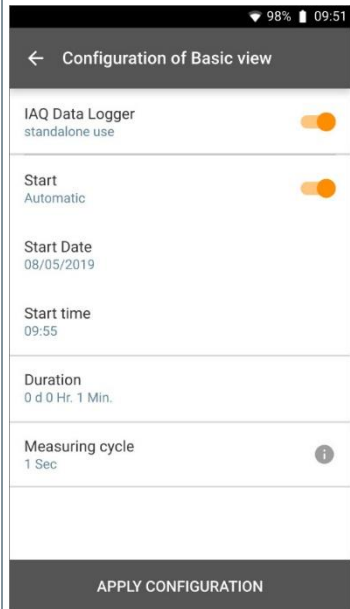 98% 09:51
Configuration of Basic view
IAQ Data Logger
standalone use
Start
Automatic
Start Date
08/05/2019
Start time
09:55
Duration
0 d 0 Hr. 1 Min.
Measuring cycle
1 Sec
APPLY CONFIGURATION